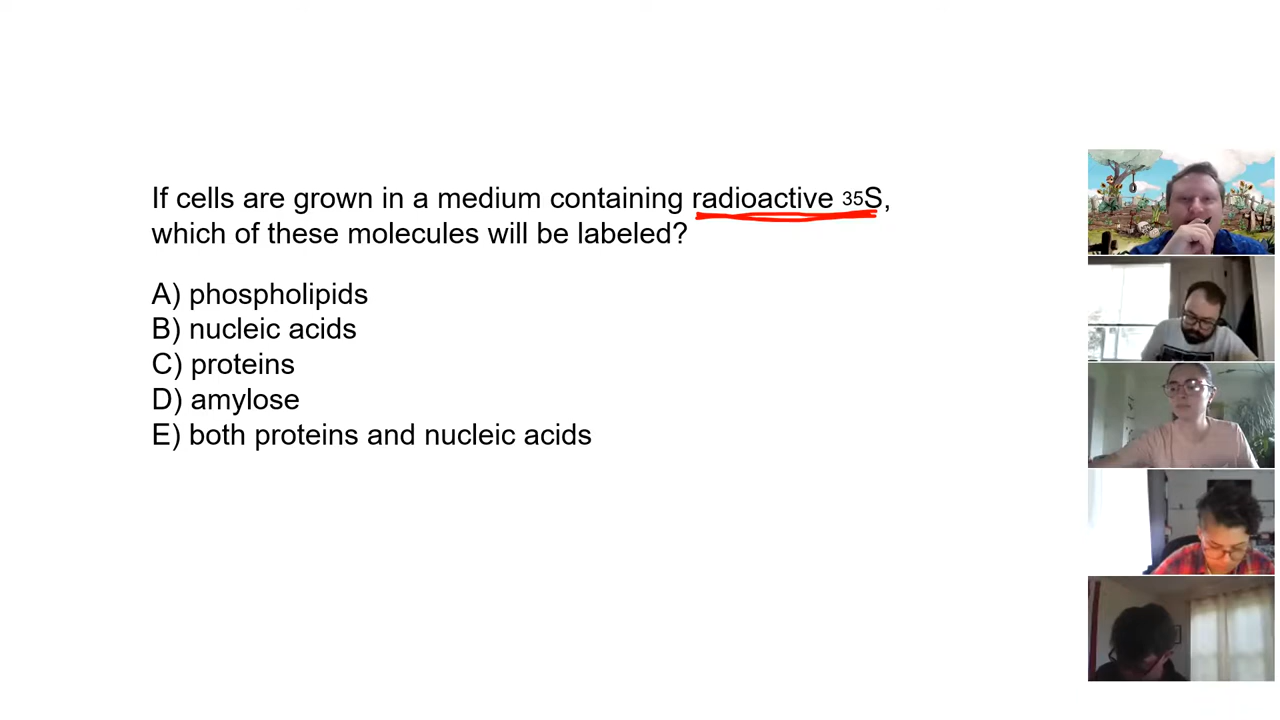 If cells are grown in a medium containing radioactive 35S,
which of these molecules will be labeled?
A) phospholipids
B) nucleic acids
C) proteins
D) amylose
E) both proteins and nucleic acids